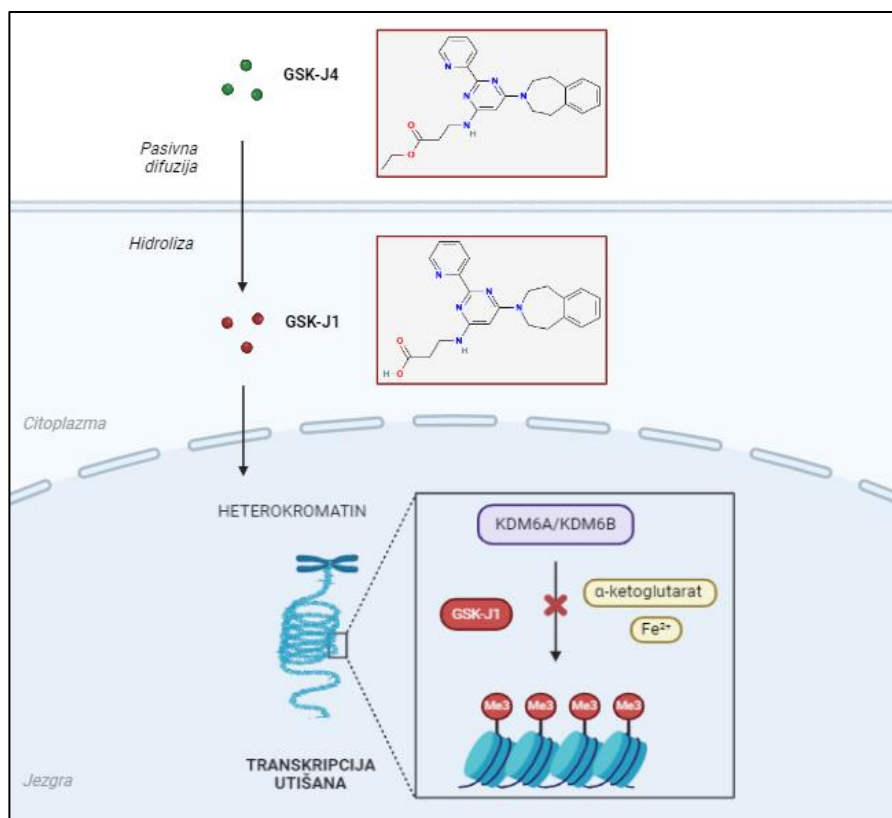 GSK-J4
N
N
N
N
N
H
O
O
Pasivna
difuzija
Hidroliza
GSK-J1
N
N
N
N
N
H
O
H
O
Citoplazma
HETEROKROMATIN
KDM6A/KDM6B
GSK-J1
α-ketoglutarat
Fe²⁺
Me3 Me3 Me3 Me3
TRANSKRIPCIJA
UTIŠANA
Jezgra